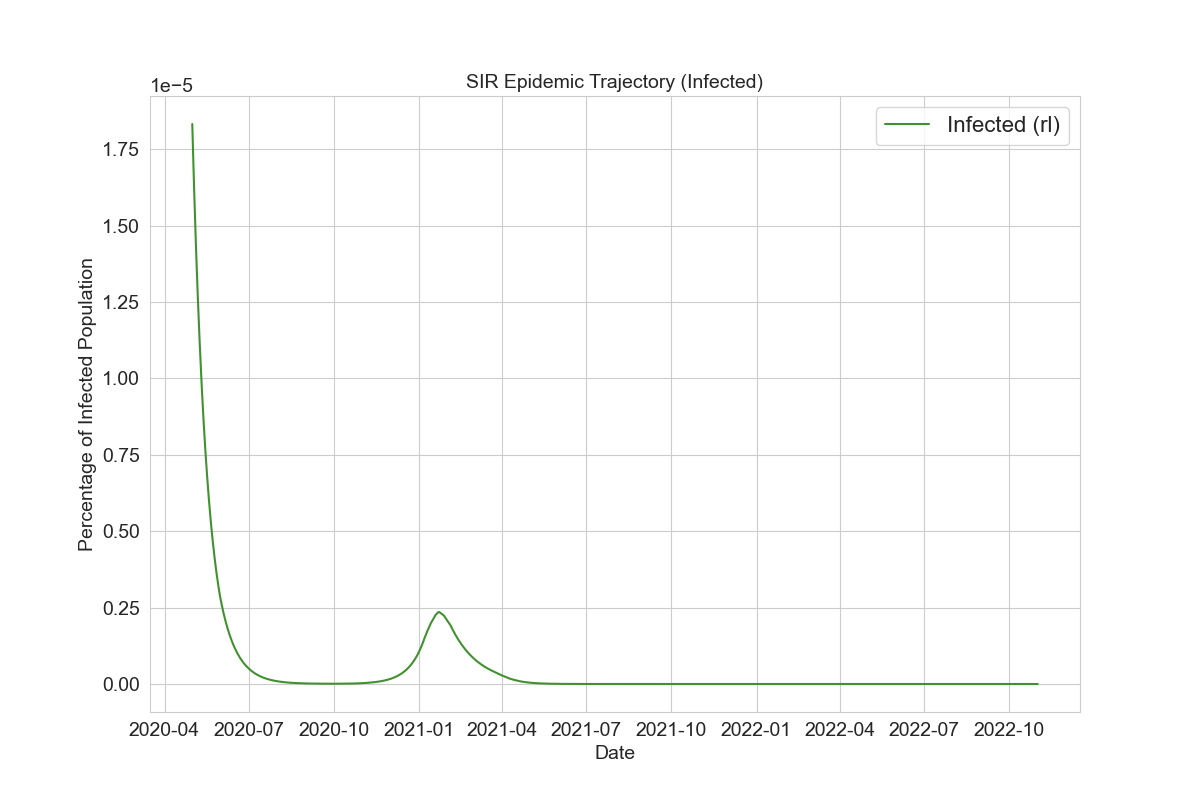 SIR Epidemic Trajectory (Infected)
1e−5
Infected (rl)
1.75
1.50
1.25
1.00
0.75
0.50
0.25
0.00
Percentage of Infected Population
2020-04 2020-07 2020-10 2021-01 2021-04 2021-07 2021-10 2022-01 2022-04 2022-07 2022-10
Date